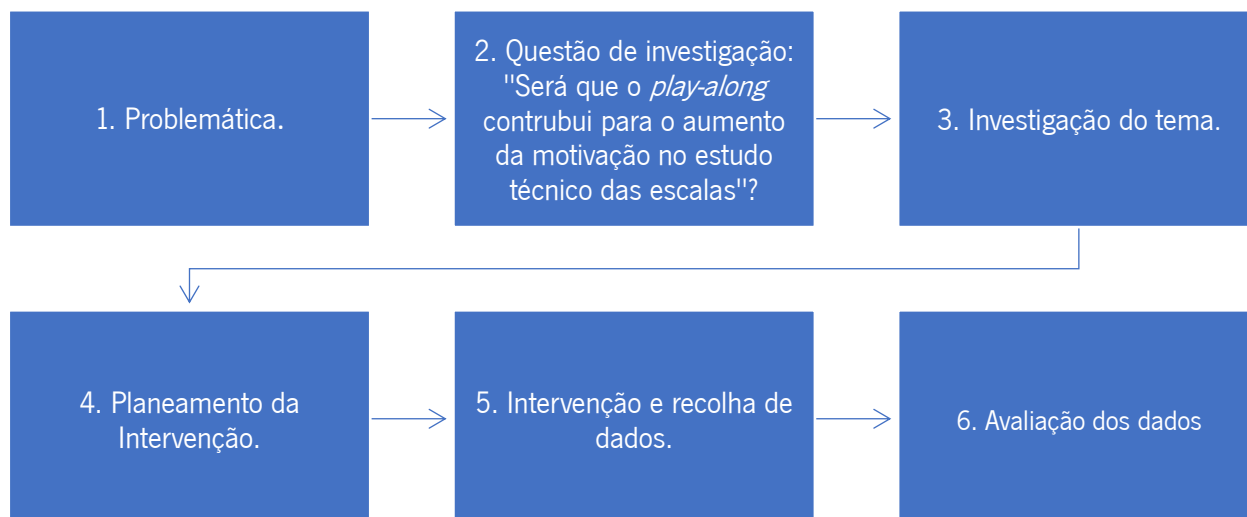 1. Problemática.
2. Questão de investigação:
"Será que o play-along
contrubui para o aumento
da motivação no estudo
técnico das escalas"?
3. Investigação do tema.
4. Planeamento da
Intervenção.
5. Intervenção e recolha de
dados.
6. Avaliação dos dados